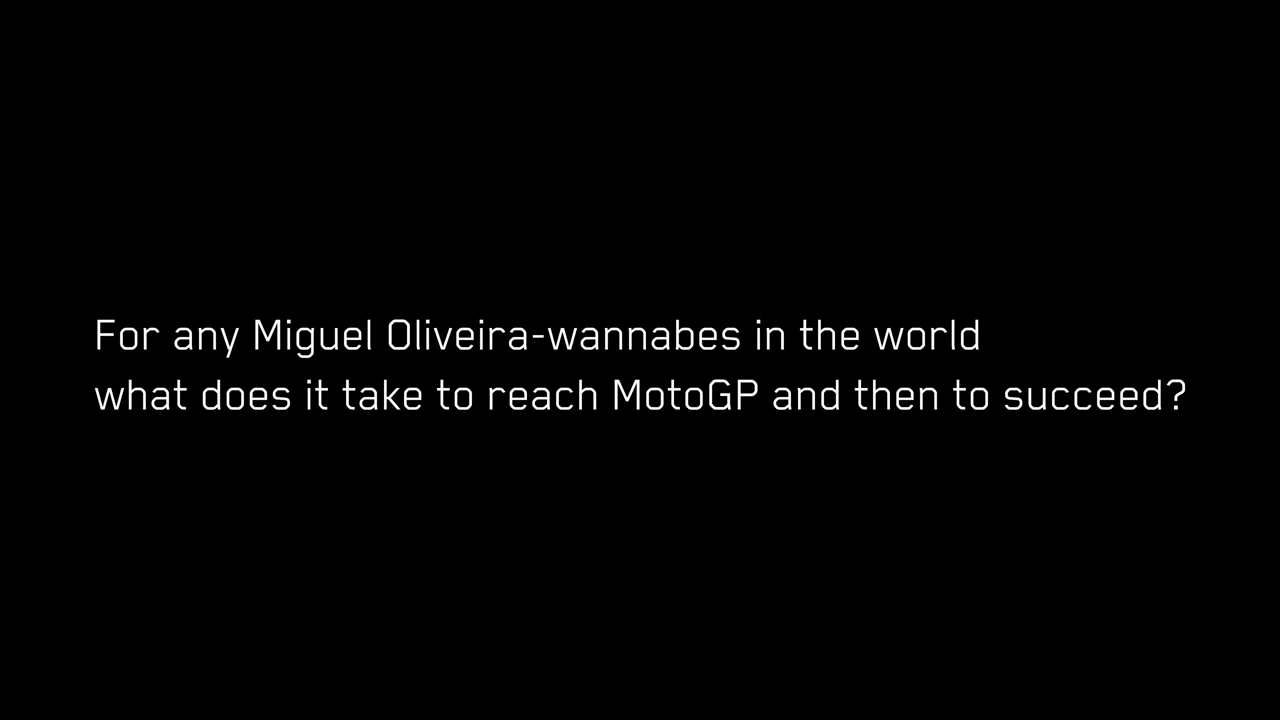 For any Miguel Oliveira-wannabes in the world
what does it take to reach MotoGP and then to succeed?